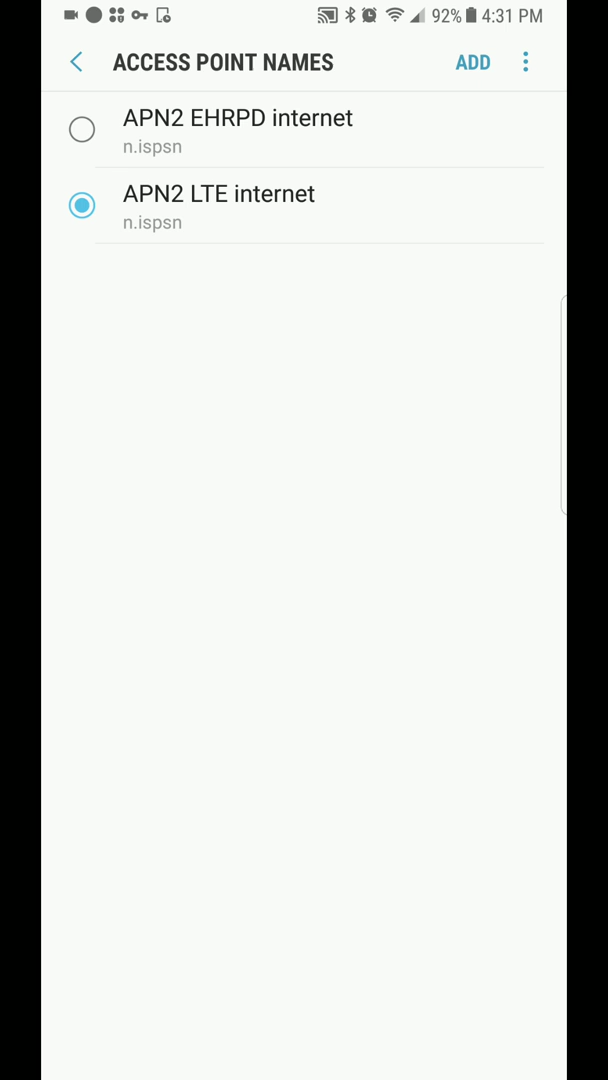 92% 4:31 PM
ACCESS POINT NAMES ADD
APN2 EHRPD internet
n.ispsn
APN2 LTE internet
n.ispsn